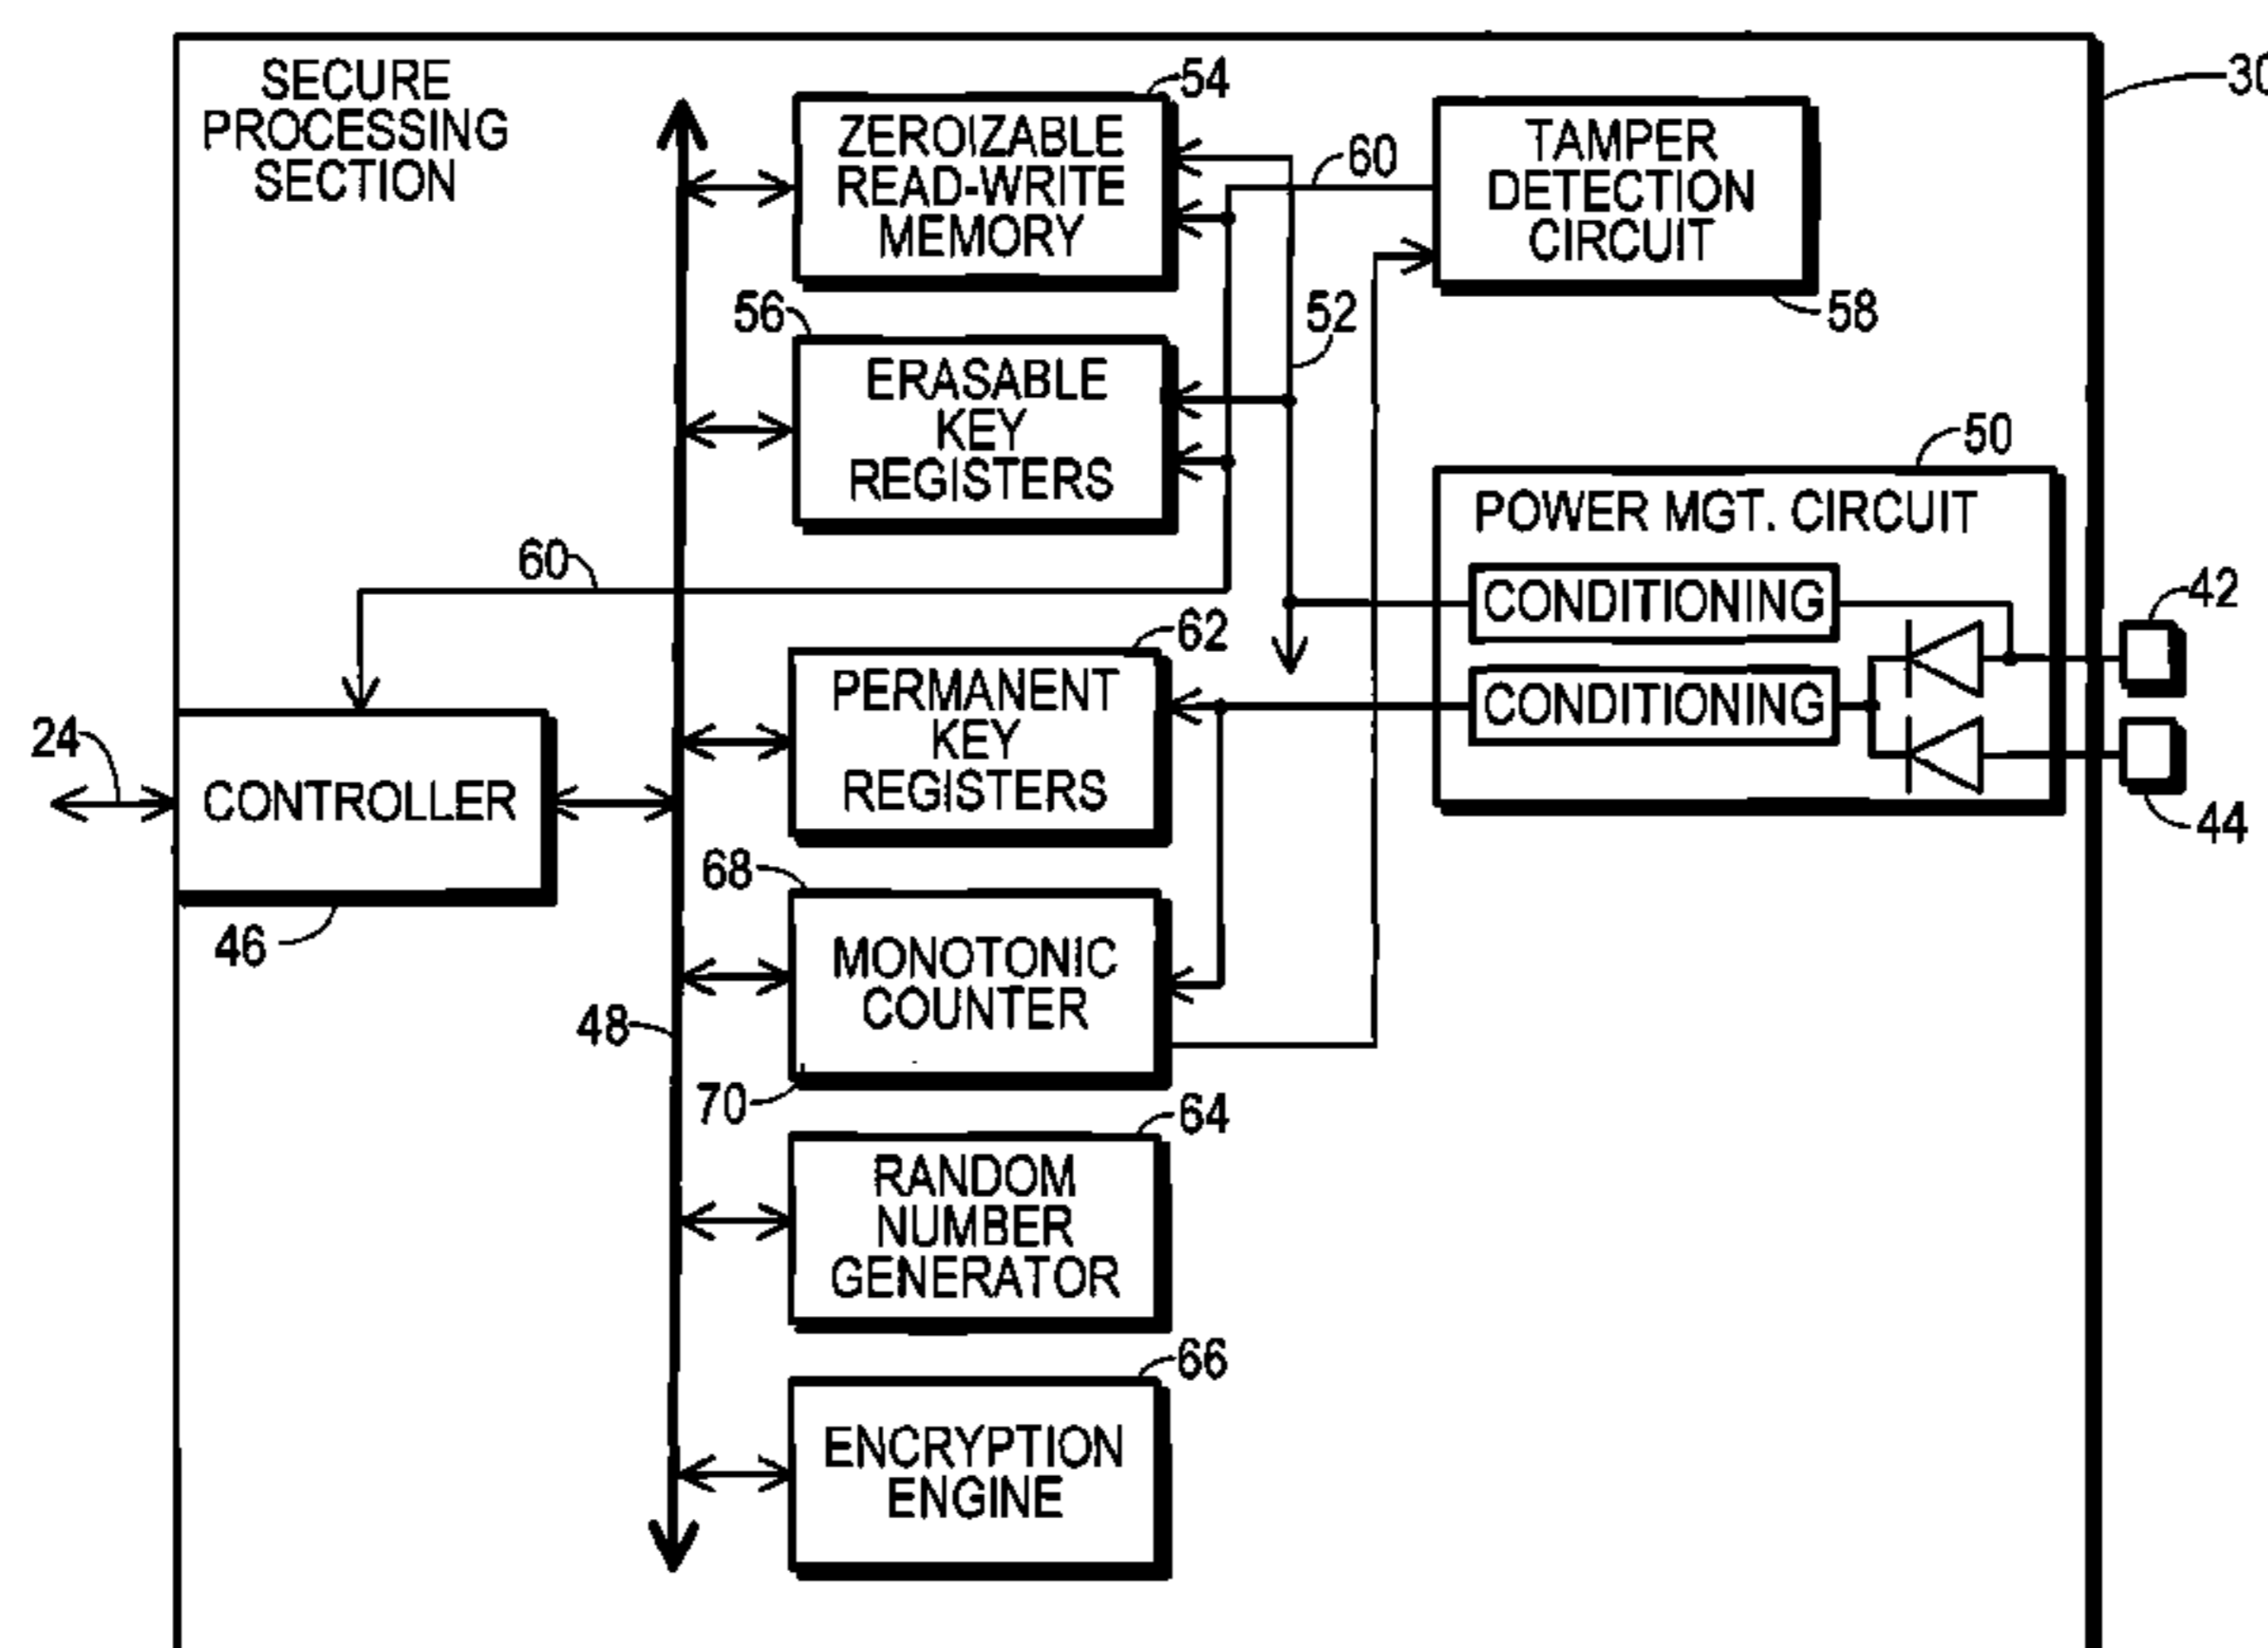 SECURE
PROCESSING
SECTION
54
ZEROIZABLE
READ-WRITE
MEMORY
60
TAMPER
DETECTION
CIRCUIT
58
30
56
ERASABLE
KEY
REGISTERS
52
50
POWER MGT. CIRCUIT
CONDITIONING
CONDITIONING
42
44
60
62
PERMANENT
KEY
REGISTERS
24
CONTROLLER
46
68
MONOTONIC
COUNTER
48
70
64
RANDOM
NUMBER
GENERATOR
66
ENCRYPTION
ENGINE